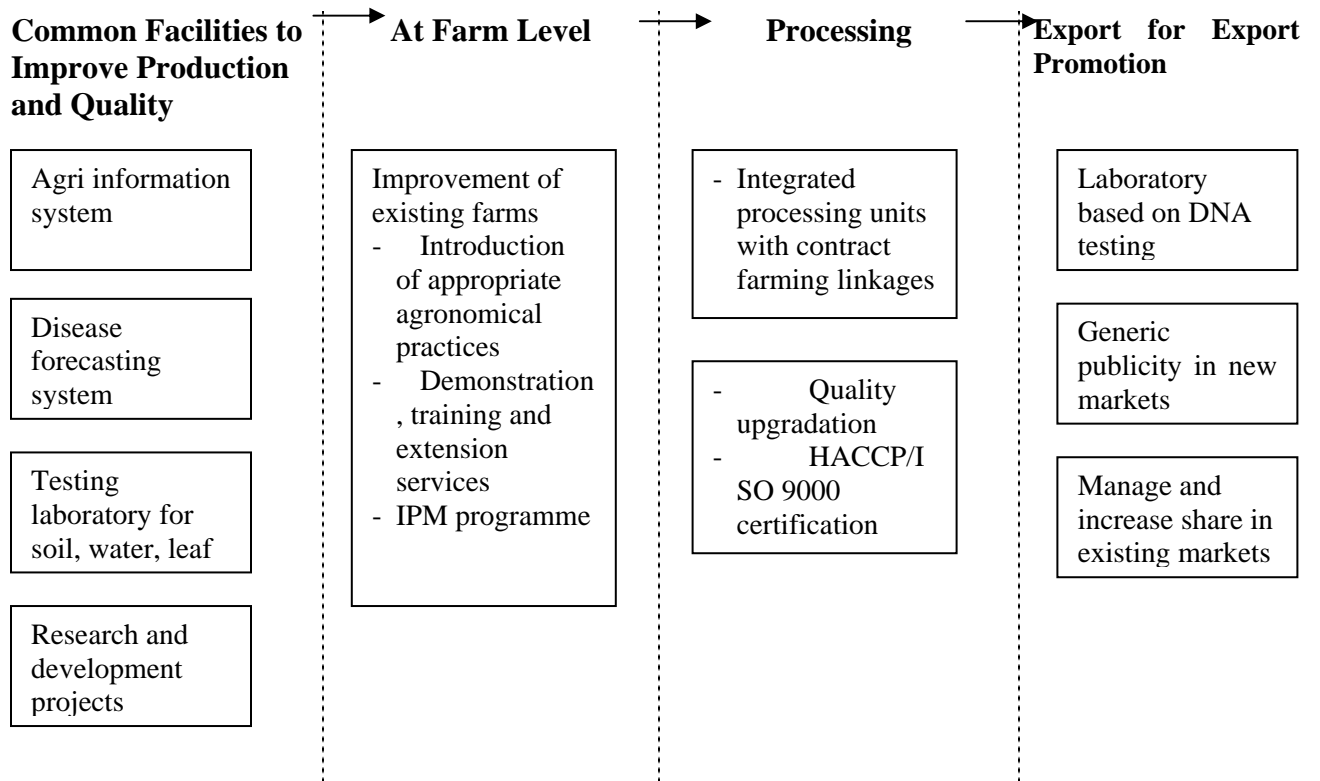 Common Facilities to
Improve Production
and Quality
Agri information
system
Disease
forecasting
system
Testing
laboratory for
soil, water, leaf
Research and
development
projects
At Farm Level
Improvement of
existing farms
- Introduction
of appropriate
agronomical
practices
- Demonstration
, training and
extension
services
- IPM programme
Processing
- Integrated
processing units
with contract
farming linkages
- Quality
upgradation
- HACCP/I
SO 9000
certification
Export for Export
Promotion
Laboratory
based on DNA
testing
Generic
publicity in new
markets
Manage and
increase share in
existing markets